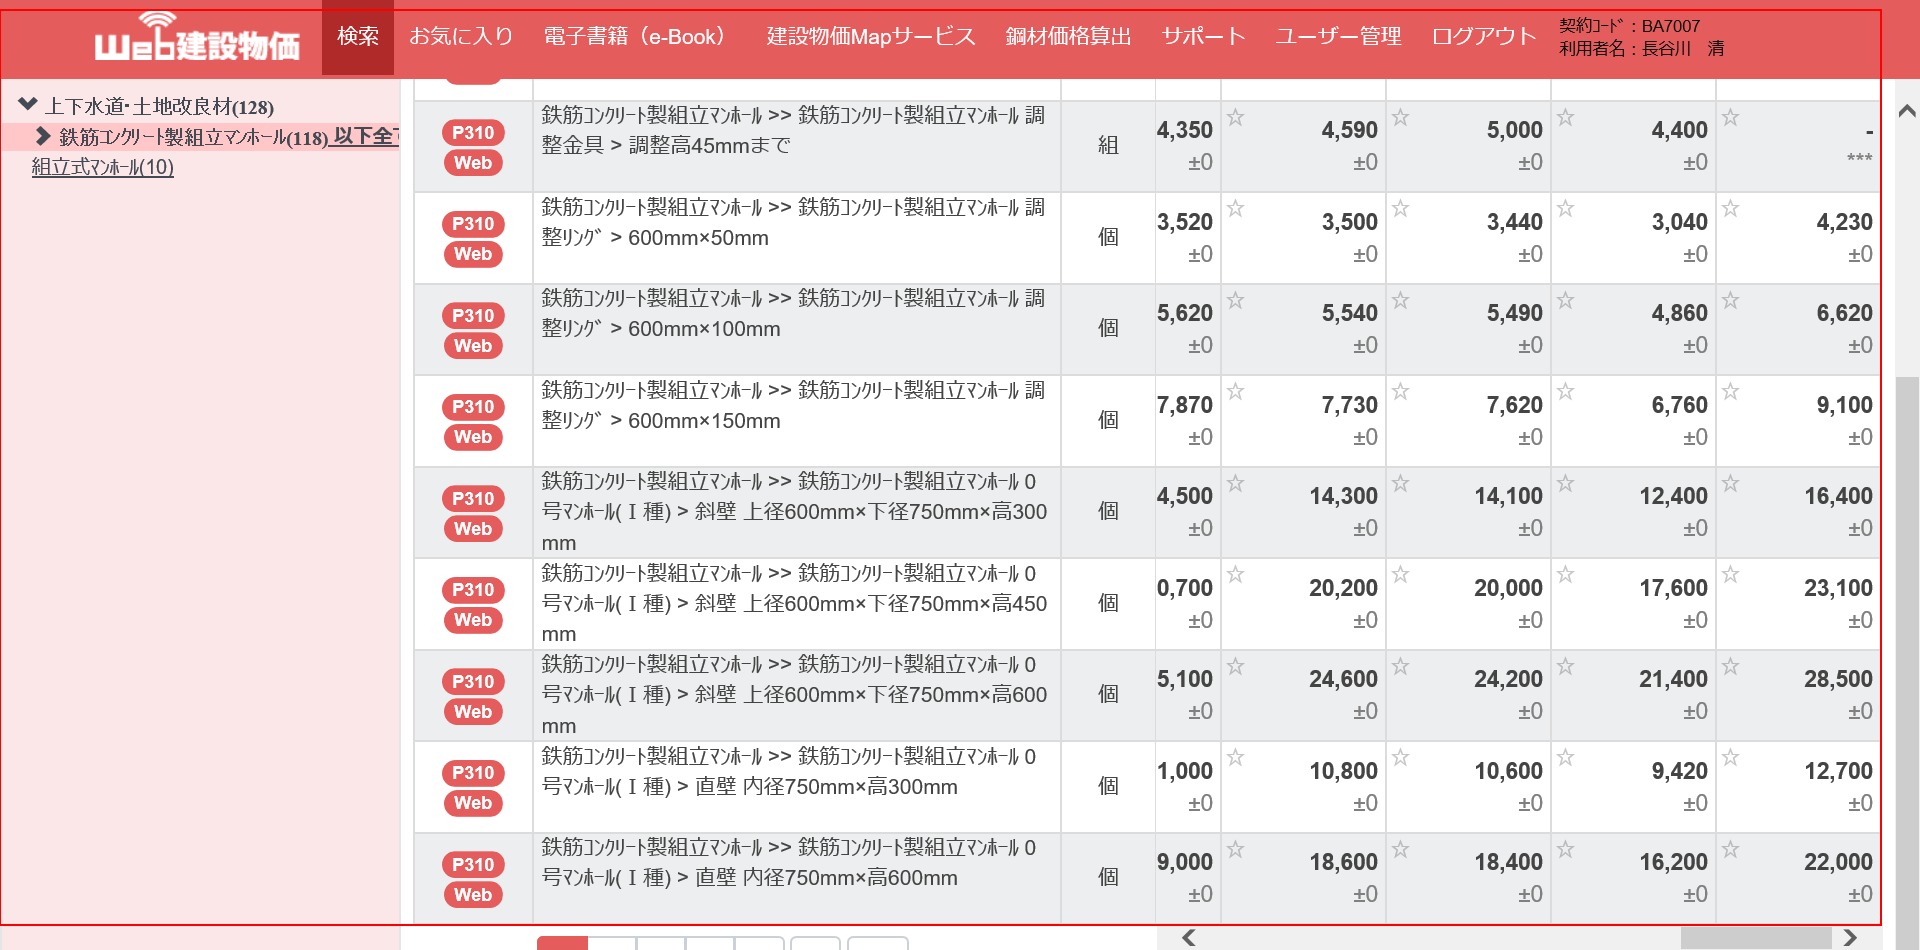 Web建設物価
検索 お気に入り 電子書籍（e-Book） 建設物価Mapサービス 鋼材価格算出 サポート ユーザー管理 ログアウト
契約ｺｰﾄﾞ：BA7007
利用者名：長谷川　清
上下水道･土地改良材(128)
鉄筋ｺﾝｸﾘｰﾄ製組立ﾏﾝﾎｰﾙ(118) 以下全
組立式ﾏﾝﾎｰﾙ(10)
P310
Web
鉄筋ｺﾝｸﾘｰﾄ製組立ﾏﾝﾎｰﾙ >> 鉄筋ｺﾝｸﾘｰﾄ製組立ﾏﾝﾎｰﾙ 調
整金具 > 調整高45mmまで
組
4,350 ☆ 4,590 ☆ 5,000 ☆ 4,400 ☆ -
±0 ±0 ±0 ±0 ***
P310
Web
鉄筋ｺﾝｸﾘｰﾄ製組立ﾏﾝﾎｰﾙ >> 鉄筋ｺﾝｸﾘｰﾄ製組立ﾏﾝﾎｰﾙ 調
整ﾘﾝｸﾞ > 600mm×50mm
個
3,520 ☆ 3,500 ☆ 3,440 ☆ 3,040 ☆ 4,230
±0 ±0 ±0 ±0 ±0
P310
Web
鉄筋ｺﾝｸﾘｰﾄ製組立ﾏﾝﾎｰﾙ >> 鉄筋ｺﾝｸﾘｰﾄ製組立ﾏﾝﾎｰﾙ 調
整ﾘﾝｸﾞ > 600mm×100mm
個
5,620 ☆ 5,540 ☆ 5,490 ☆ 4,860 ☆ 6,620
±0 ±0 ±0 ±0 ±0
P310
Web
鉄筋ｺﾝｸﾘｰﾄ製組立ﾏﾝﾎｰﾙ >> 鉄筋ｺﾝｸﾘｰﾄ製組立ﾏﾝﾎｰﾙ 調
整ﾘﾝｸﾞ > 600mm×150mm
個
7,870 ☆ 7,730 ☆ 7,620 ☆ 6,760 ☆ 9,100
±0 ±0 ±0 ±0 ±0
P310
Web
鉄筋ｺﾝｸﾘｰﾄ製組立ﾏﾝﾎｰﾙ >> 鉄筋ｺﾝｸﾘｰﾄ製組立ﾏﾝﾎｰﾙ 0
号ﾏﾝﾎｰﾙ(Ⅰ種) > 斜壁 上径600mm×下径750mm×高300
mm
個
4,500 ☆ 14,300 ☆ 14,100 ☆ 12,400 ☆ 16,400
±0 ±0 ±0 ±0 ±0
P310
Web
鉄筋ｺﾝｸﾘｰﾄ製組立ﾏﾝﾎｰﾙ >> 鉄筋ｺﾝｸﾘｰﾄ製組立ﾏﾝﾎｰﾙ 0
号ﾏﾝﾎｰﾙ(Ⅰ種) > 斜壁 上径600mm×下径750mm×高450
mm
個
0,700 ☆ 20,200 ☆ 20,000 ☆ 17,600 ☆ 23,100
±0 ±0 ±0 ±0 ±0
P310
Web
鉄筋ｺﾝｸﾘｰﾄ製組立ﾏﾝﾎｰﾙ >> 鉄筋ｺﾝｸﾘｰﾄ製組立ﾏﾝﾎｰﾙ 0
号ﾏﾝﾎｰﾙ(Ⅰ種) > 斜壁 上径600mm×下径750mm×高600
mm
個
5,100 ☆ 24,600 ☆ 24,200 ☆ 21,400 ☆ 28,500
±0 ±0 ±0 ±0 ±0
P310
Web
鉄筋ｺﾝｸﾘｰﾄ製組立ﾏﾝﾎｰﾙ >> 鉄筋ｺﾝｸﾘｰﾄ製組立ﾏﾝﾎｰﾙ 0
号ﾏﾝﾎｰﾙ(Ⅰ種) > 直壁 内径750mm×高300mm
個
1,000 ☆ 10,800 ☆ 10,600 ☆ 9,420 ☆ 12,700
±0 ±0 ±0 ±0 ±0
P310
Web
鉄筋ｺﾝｸﾘｰﾄ製組立ﾏﾝﾎｰﾙ >> 鉄筋ｺﾝｸﾘｰﾄ製組立ﾏﾝﾎｰﾙ 0
号ﾏﾝﾎｰﾙ(Ⅰ種) > 直壁 内径750mm×高600mm
個
9,000 ☆ 18,600 ☆ 18,400 ☆ 16,200 ☆ 22,000
±0 ±0 ±0 ±0 ±0